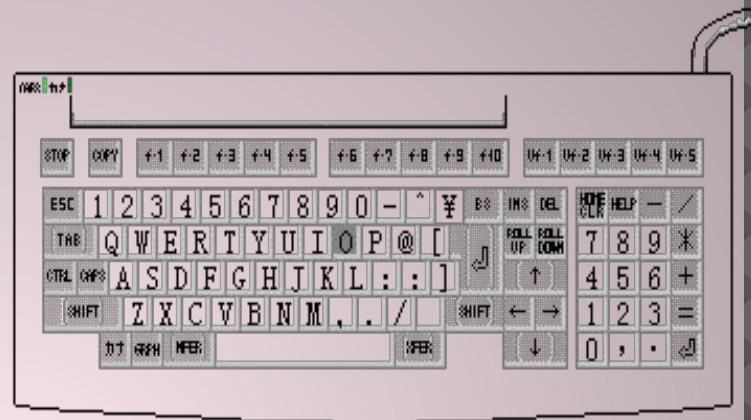 CAPS カナ
STOP COPY f·1 f·2 f·3 f·4 f·5 f·6 f·7 f·8 f·9 f·10 Vf·1 Vf·2 Vf·3 Vf·4 Vf·5
ESC 1 2 3 4 5 6 7 8 9 0 - ^ ¥ BS INS DEL HOME CLR HELP - /
TAB Q W E R T Y U I O P @ [ ROLL UP ROLL DOWN 7 8 9 *
CTRL CAPS A S D F G H J K L : : ] ↑ 4 5 6 +
SHIFT Z X C V B N M , . / SHIFT ← → 1 2 3 =
カナ GRPH NFER XFER ↓ 0 , .